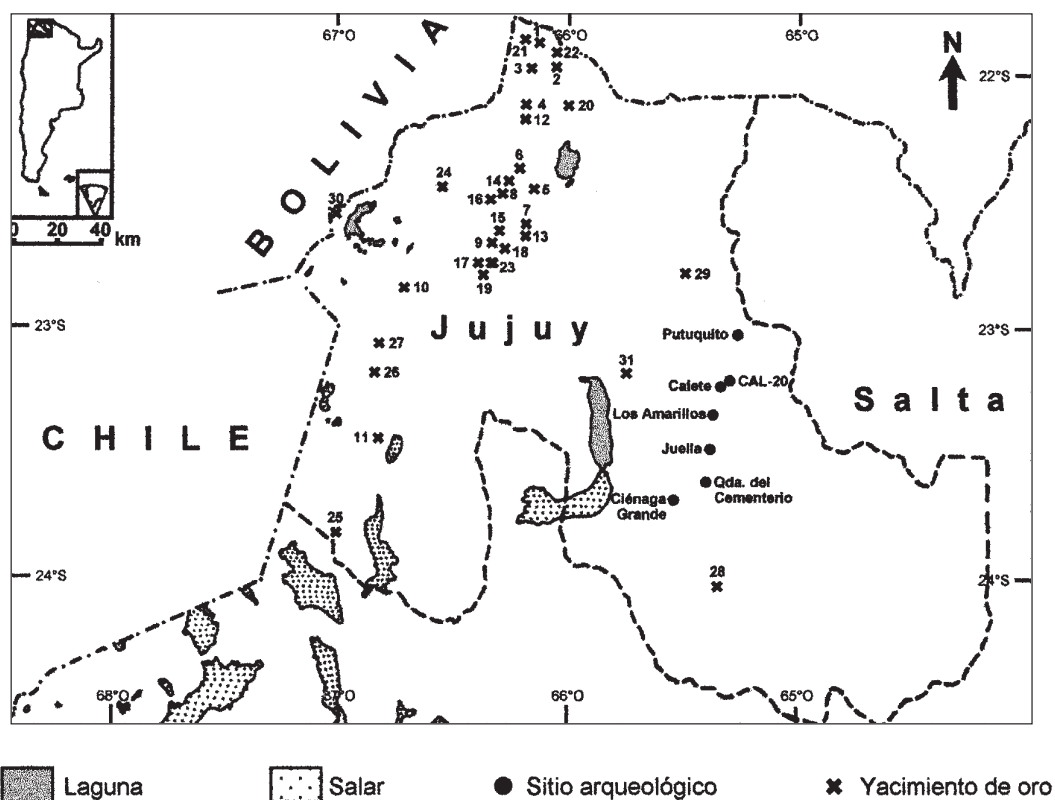 67°O
66°O
65°O
N
BOLIVIA
1
21
22
3
2
22°S
4
20
12
6
24
14
5
8
16
30
7
15
13
9
18
0 20 40 km
17
23
19
10
29
23°S
Jujuy
23°S
Putuquito
27
31
26
CAL-20
Calete
Salta
Los Amarillos
CHILE
11
Juella
Qda. del
Cementerio
Ciénaga
Grande
25
24°S
28
24°S
68°O
67°O
66°O
65°O
Laguna
Salar
Sitio arqueológico
Yacimiento de oro